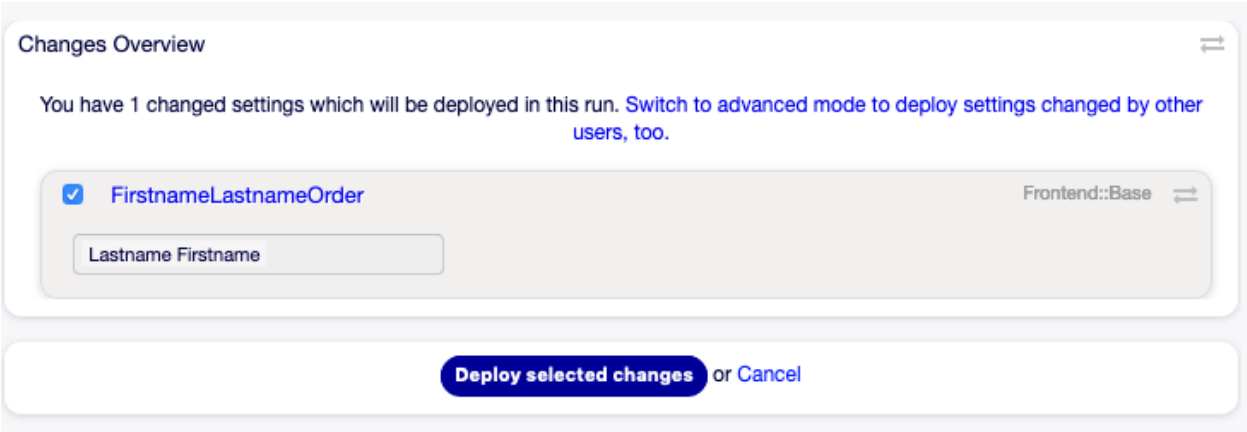 Changes Overview
You have 1 changed settings which will be deployed in this run. Switch to advanced mode to deploy settings changed by other
users, too.
FirstnameLastnameOrder
Frontend::Base
Lastname Firstname
Deploy selected changes or Cancel